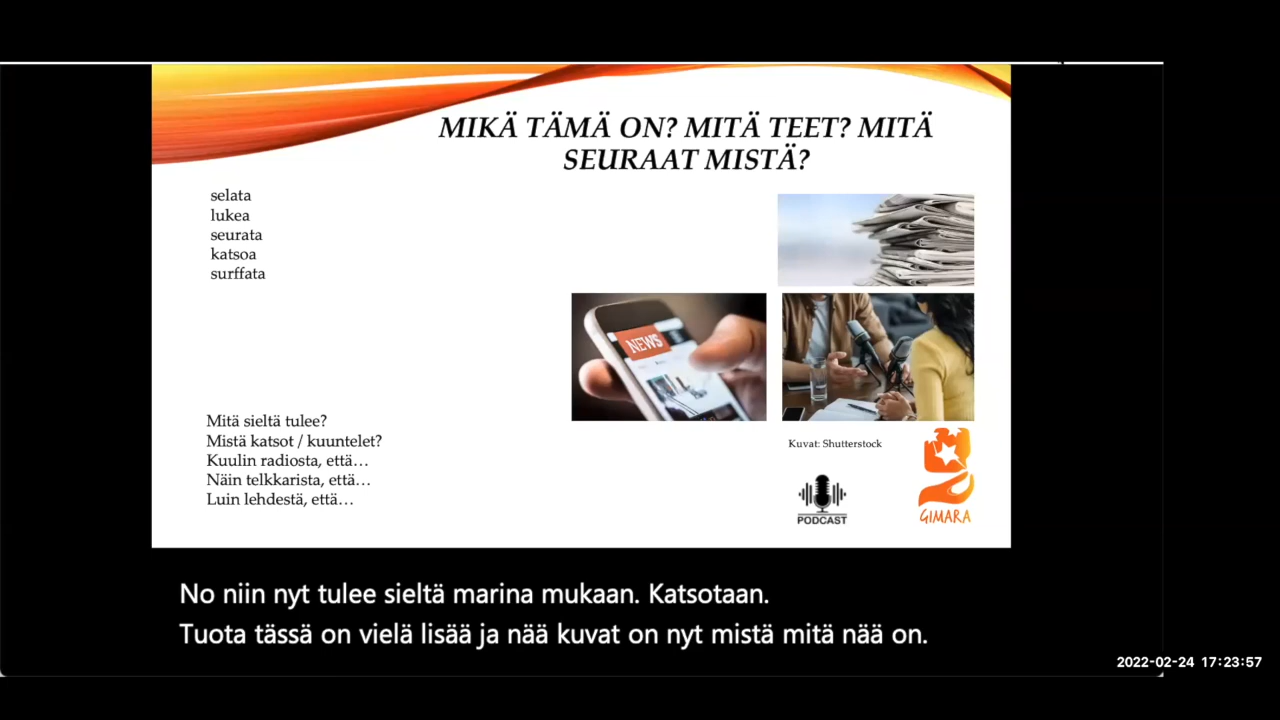 MIKÄ TÄMÄ ON? MITÄ TEET? MITÄ
SEURAAT MISTÄ?
selata
lukea
seurata
katsoa
surffata
NEWS
Mitä sieltä tulee?
Mistä katsot / kuuntelet?
Kuulin radiosta, että…
Näin telkkarista, että…
Luin lehdestä, että…
Kuvat: Shutterstock
PODCAST
GIMARA
No niin nyt tulee sieltä marina mukaan. Katsotaan.
Tuota tässä on vielä lisää ja nää kuvat on nyt mistä mitä nää on.
2022-02-24 17:23:57